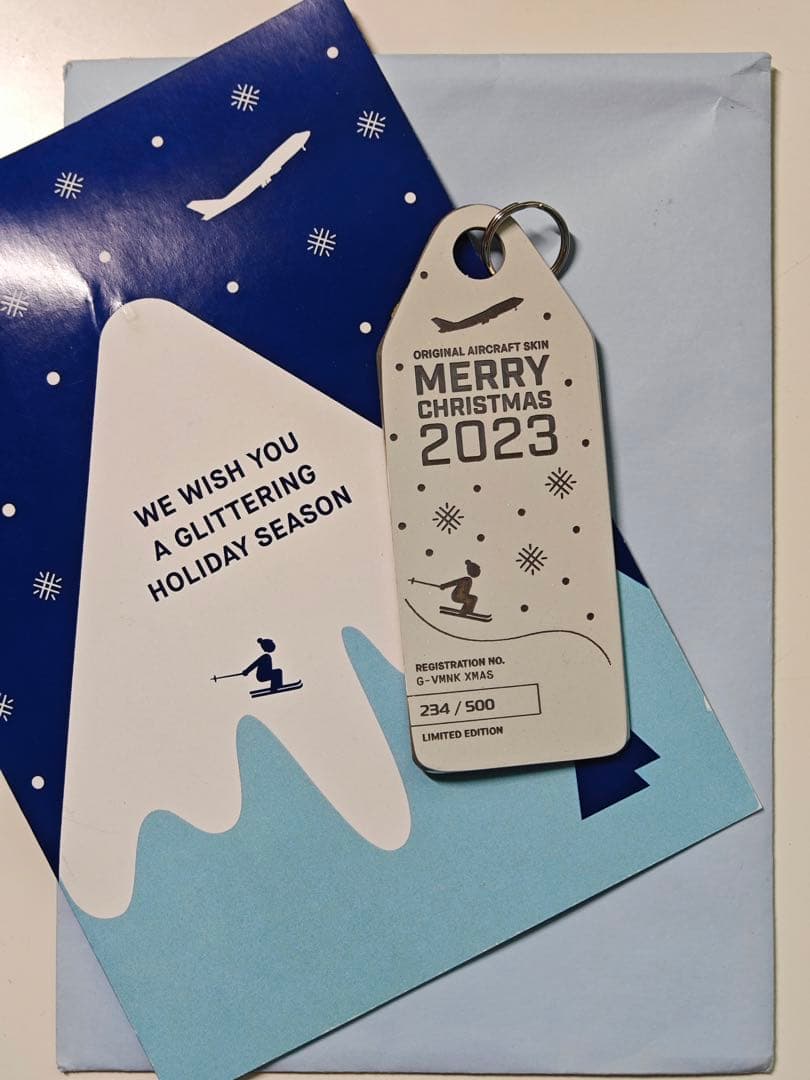 WE WISH YOU
A GLITTERING
HOLIDAY SEASON
ORIGINAL AIRCRAFT SKIN
MERRY
CHRISTMAS
2023
REGISTRATION NO.
G-VMNK XMAS
234 / 500
LIMITED EDITION